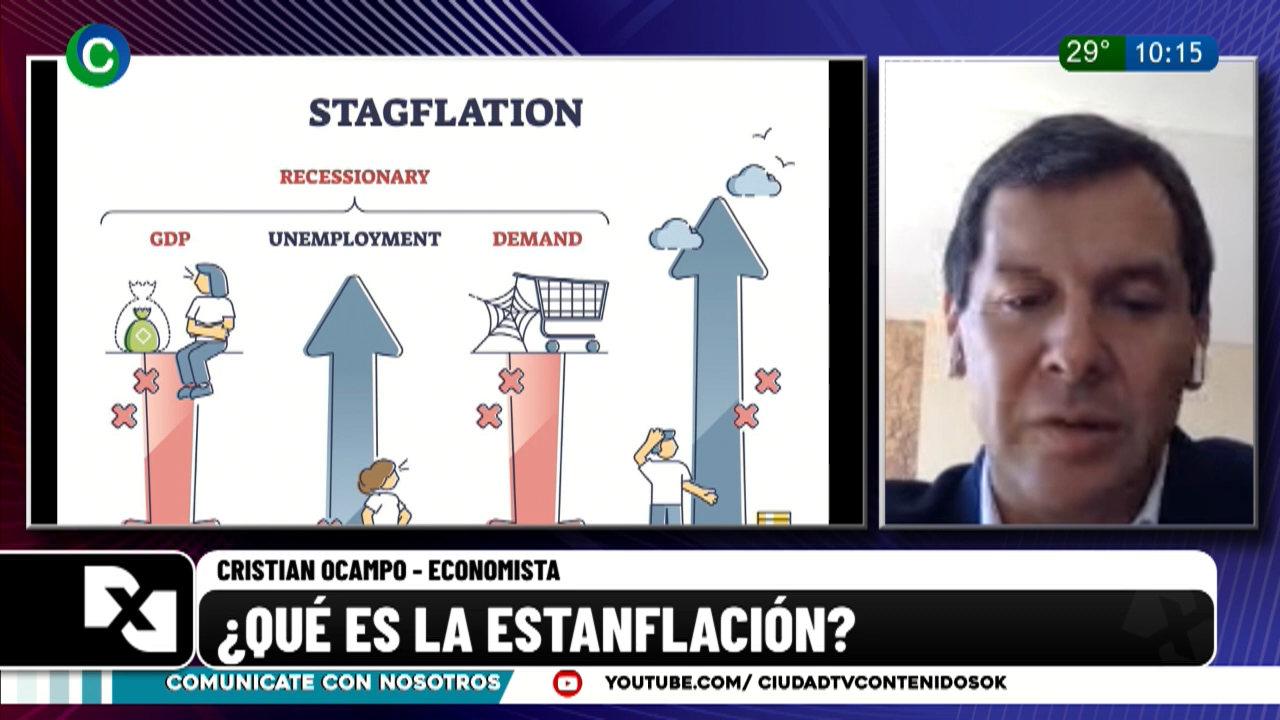 C
29° 10:15
STAGFLATION
RECESSIONARY
GDP UNEMPLOYMENT DEMAND
CRISTIAN OCAMPO - ECONOMISTA
¿QUÉ ES LA ESTANFLACIÓN?
COMUNICATE CON NOSOTROS YOUTUBE.COM/ CIUDADTVCONTENIDOSOK